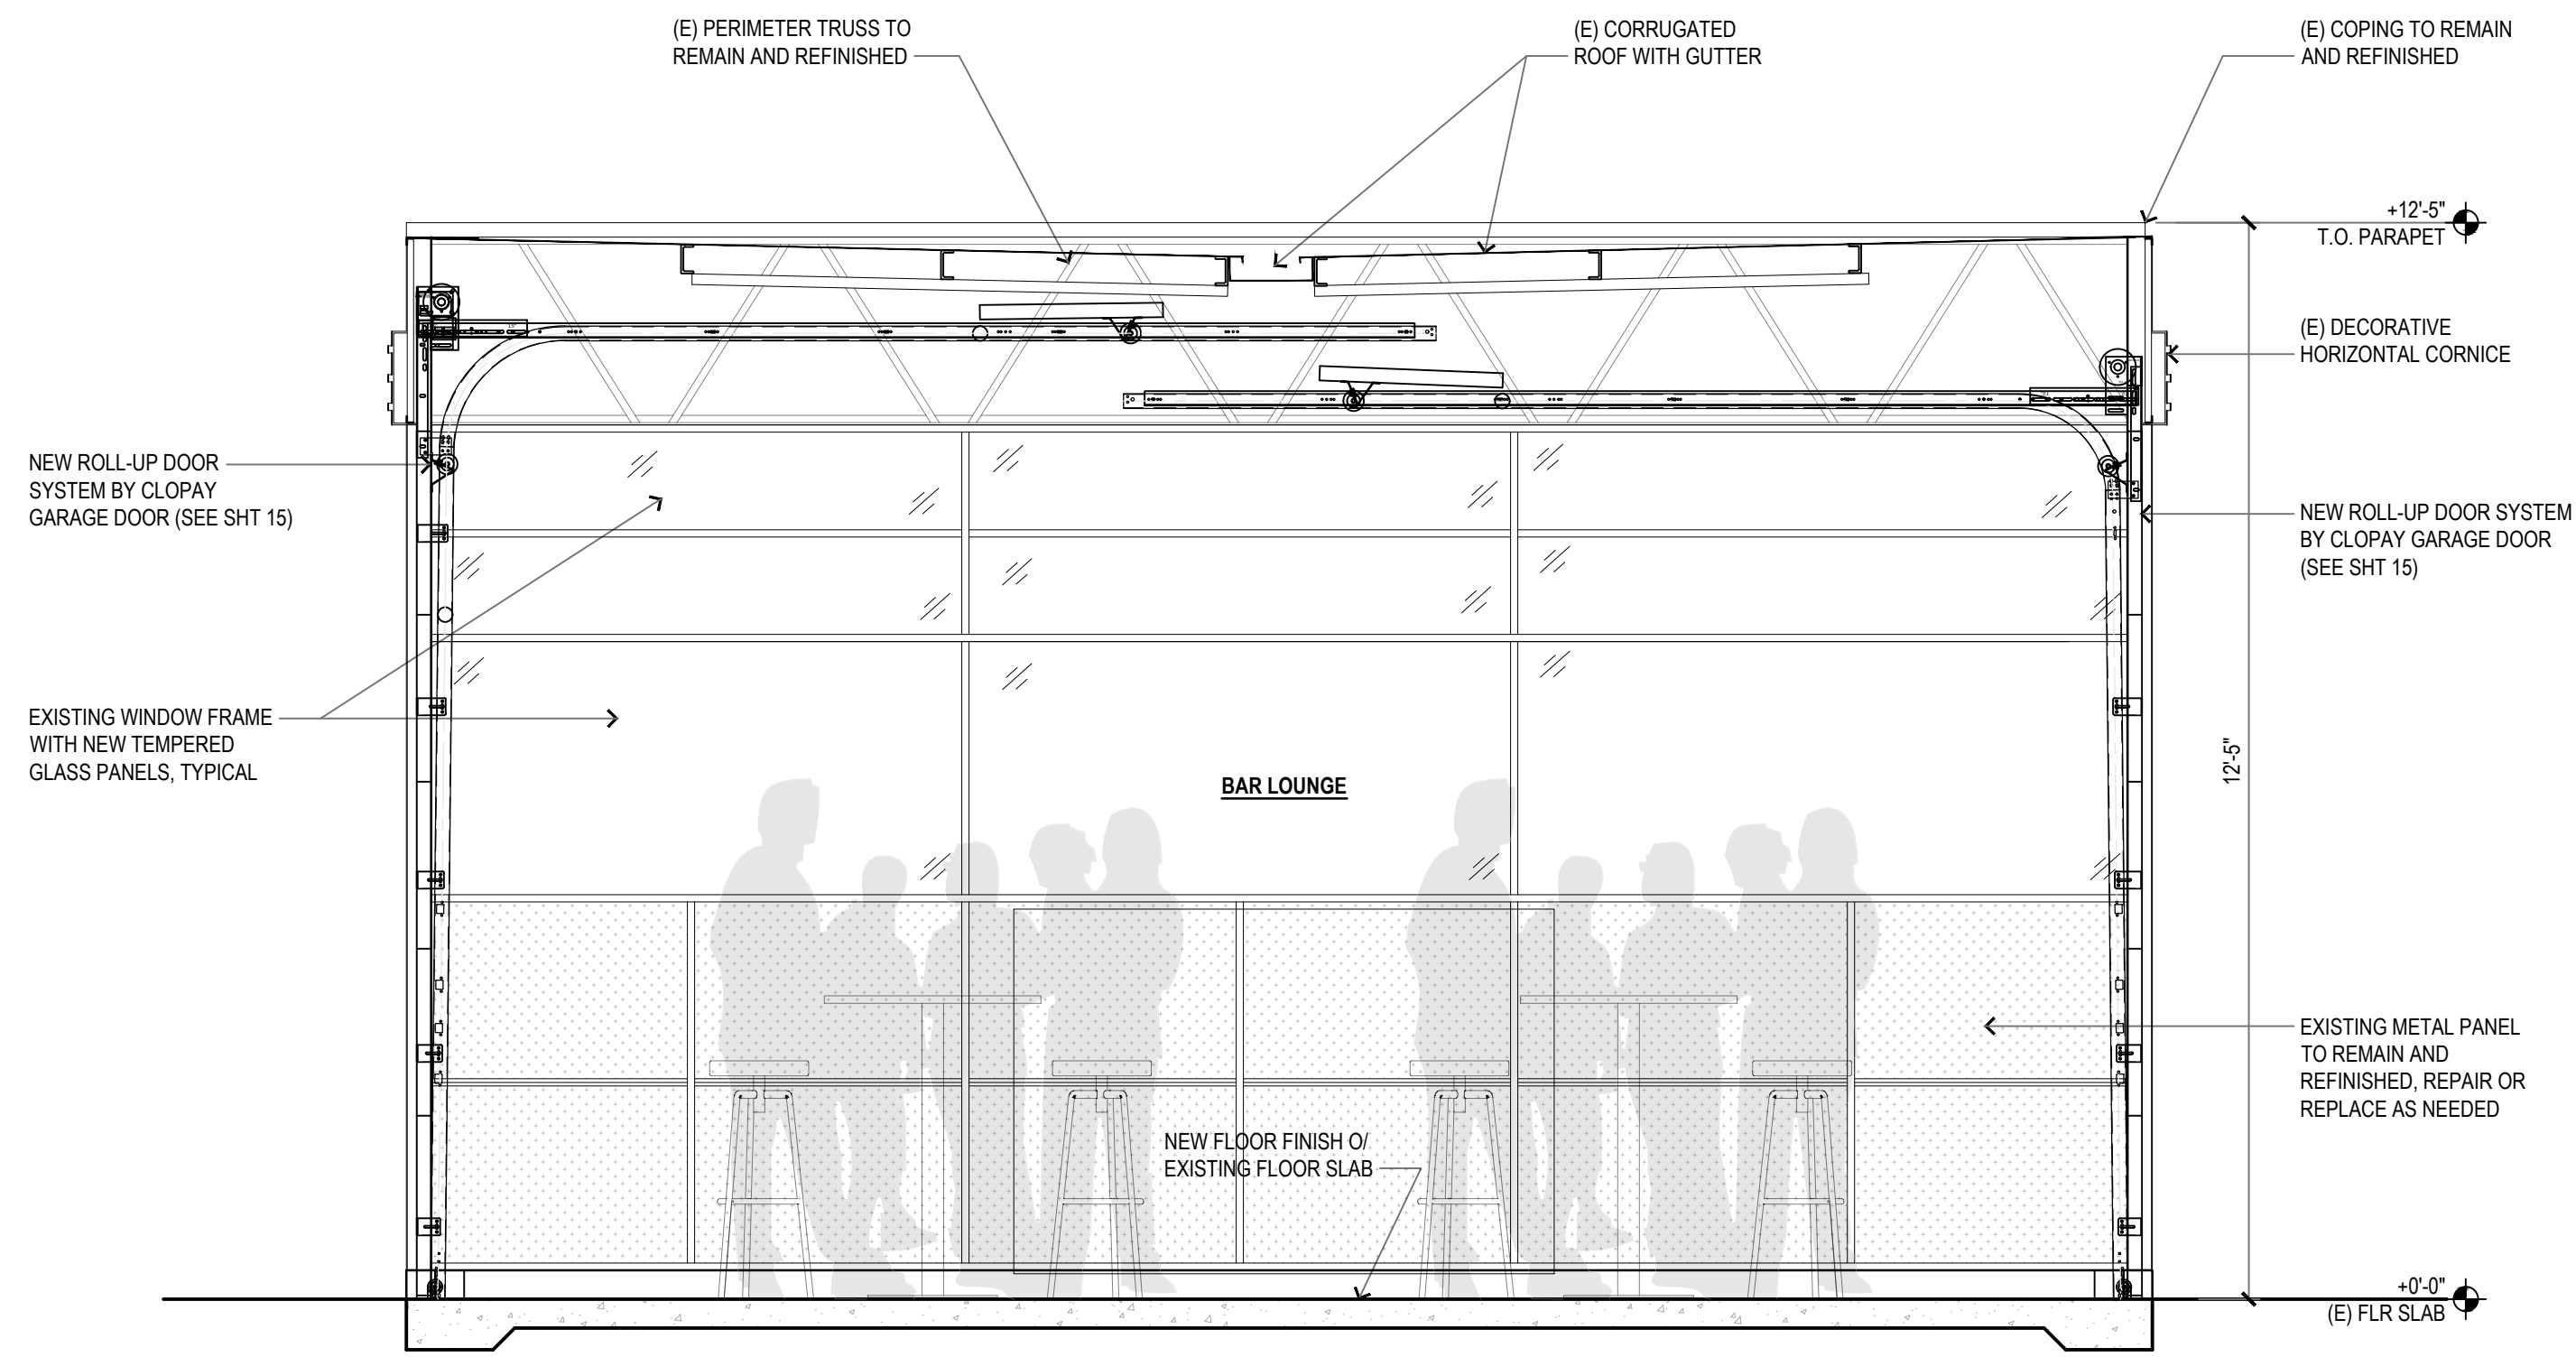 (E) PERIMETER TRUSS TO
REMAIN AND REFINISHED
(E) CORRUGATED
ROOF WITH GUTTER
(E) COPING TO REMAIN
AND REFINISHED
+12'-5"
T.O. PARAPET
(E) DECORATIVE
HORIZONTAL CORNICE
NEW ROLL-UP DOOR
SYSTEM BY CLOPAY
GARAGE DOOR (SEE SHT 15)
NEW ROLL-UP DOOR SYSTEM
BY CLOPAY GARAGE DOOR
(SEE SHT 15)
EXISTING WINDOW FRAME
WITH NEW TEMPERED
GLASS PANELS, TYPICAL
BAR LOUNGE
12'-5"
EXISTING METAL PANEL
TO REMAIN AND
REFINISHED, REPAIR OR
REPLACE AS NEEDED
NEW FLOOR FINISH O/
EXISTING FLOOR SLAB
+0'-0"
(E) FLR SLAB